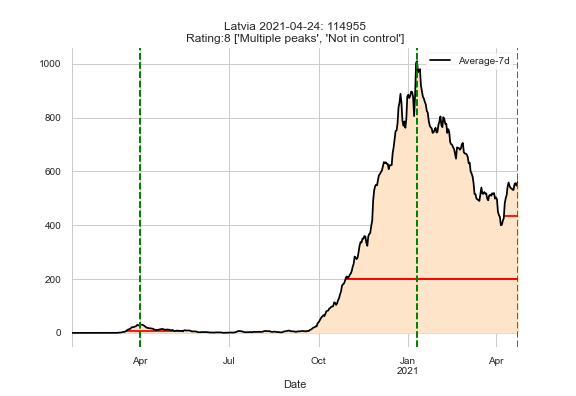 Latvia 2021-04-24: 114955
Rating:8 ['Multiple peaks', 'Not in control']
Average-7d
1000
800
600
400
200
0
Apr
Jul
Oct
Jan
2021
Apr
Date